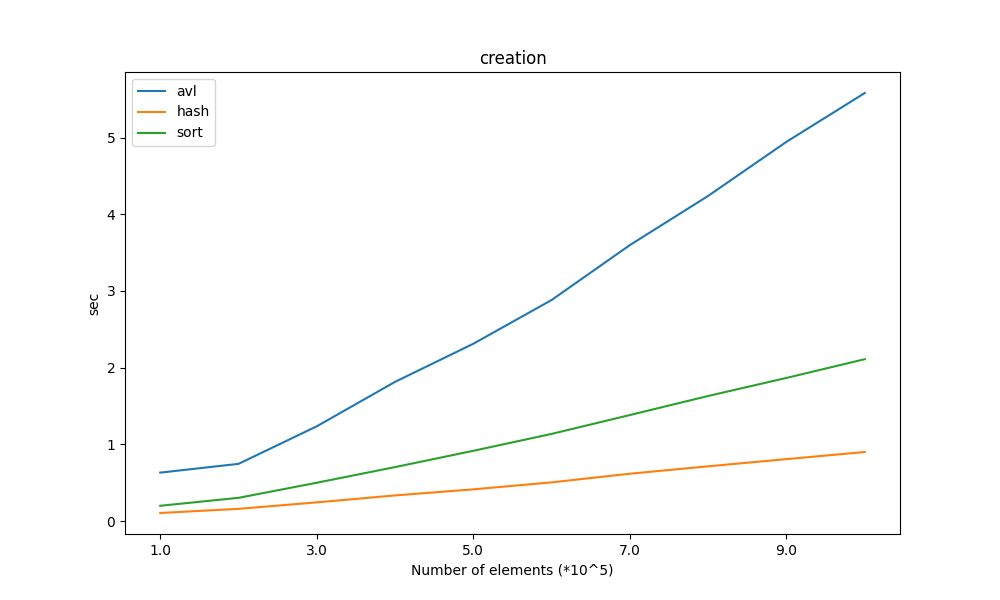 creation
avl
hash
sort
5
4
3
2
1
0
sec
1.0 3.0 5.0 7.0 9.0
Number of elements (*10^5)